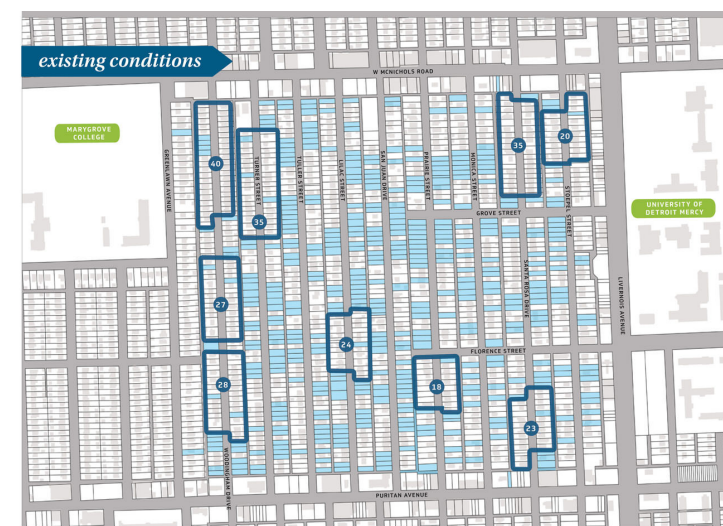 existing conditions
W MCNICHOLS ROAD
MARYGROVE
COLLEGE
GREENLAWN AVENUE
40
TURNER STREET
35
TULLER STREET
LILAC STREET
SAN JUAN DRIVE
PRAIRIE STREET
MONICA STREET
35
20
STOEPEL STREET
GROVE STREET
UNIVERSITY OF
DETROIT MERCY
SANTA ROSA DRIVE
LIVERNOIS AVENUE
27
24
FLORENCE STREET
28
18
23
WOODINGHAM DRIVE
PURITAN AVENUE